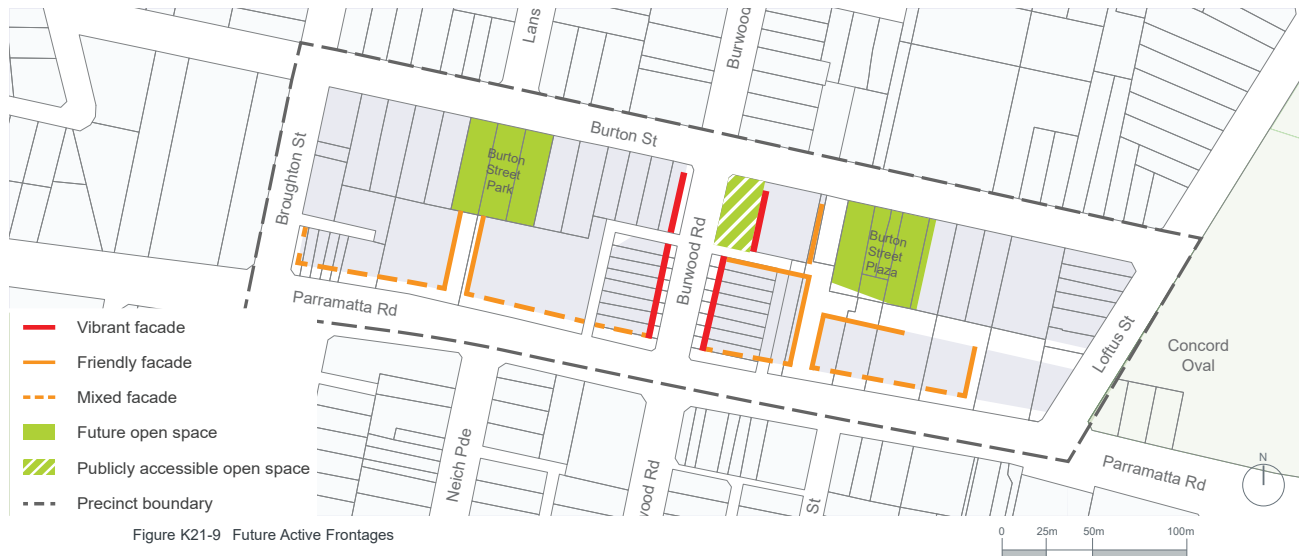 Lans
Burwood
Burton St
Broughton St
Burton
Street
Park
Burwood Rd
Burton
Street
Plaza
Parramatta Rd
Loftus St
Concord
Oval
Vibrant facade
Friendly facade
Mixed facade
Future open space
Publicly accessible open space
Precinct boundary
Neich Pde
wood Rd
St
Parramatta Rd
N
Figure K21-9 Future Active Frontages
0 25m 50m 100m